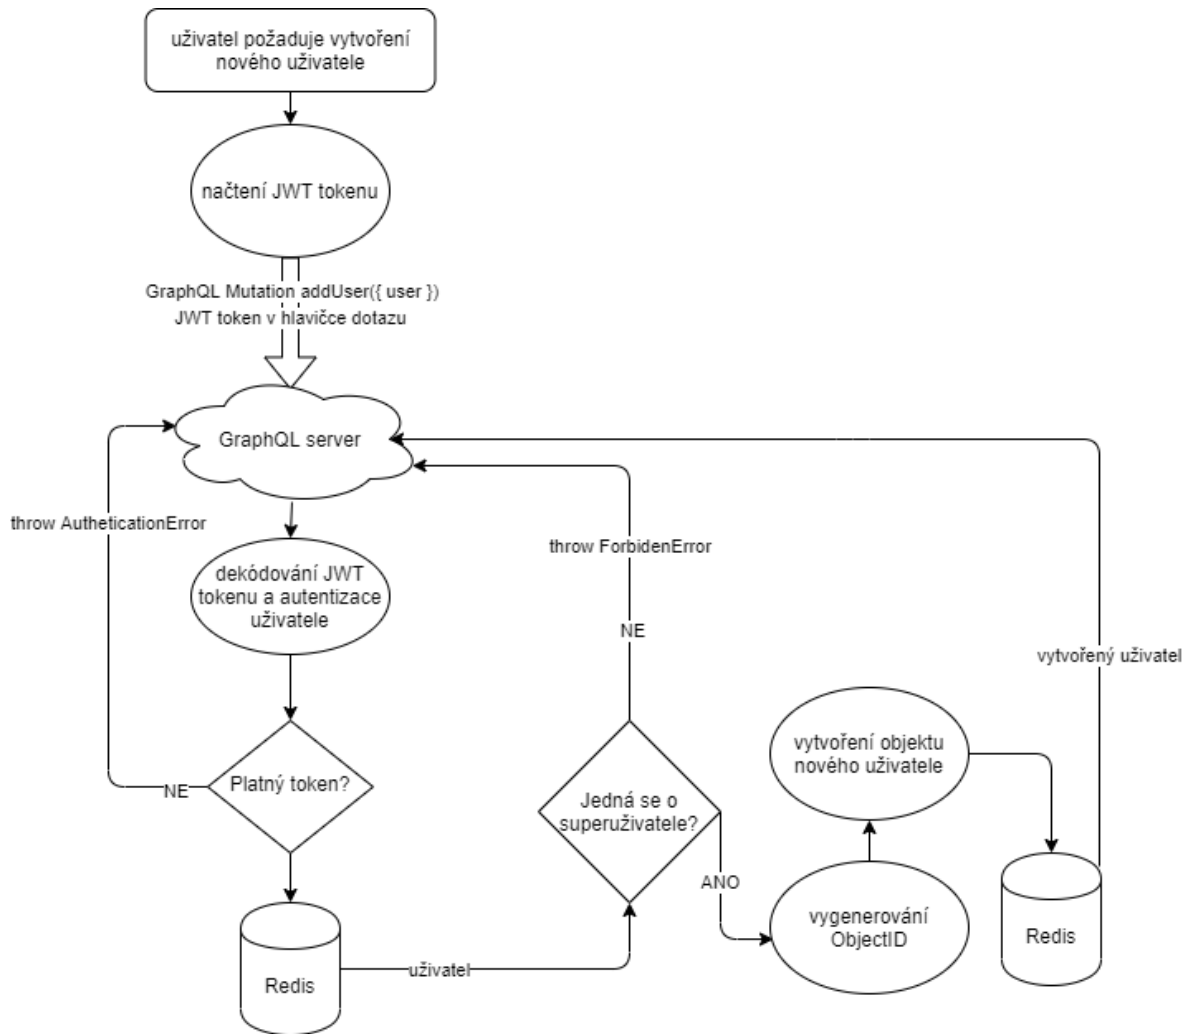 uživatel požaduje vytvoření
nového uživatele
načtení JWT tokenu
GraphQL Mutation addUser({ user })
JWT token v hlavičce dotazu
GraphQL server
throw AutheticationError
throw ForbidenError
dekódování JWT
tokenu a autentizace
uživatele
NE
vytvořený uživatel
vytvoření objektu
nového uživatele
Platný token?
NE
Jedná se o
superuživatele?
ANO
vygenerování
ObjectID
Redis
uživatel
Redis